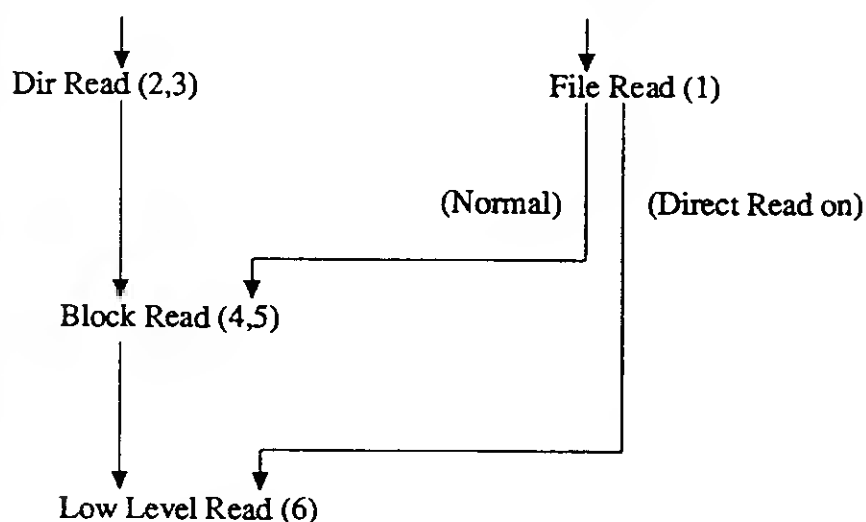 Dir Read (2,3)
File Read (1)
(Normal)
(Direct Read on)
Block Read (4,5)
Low Level Read (6)